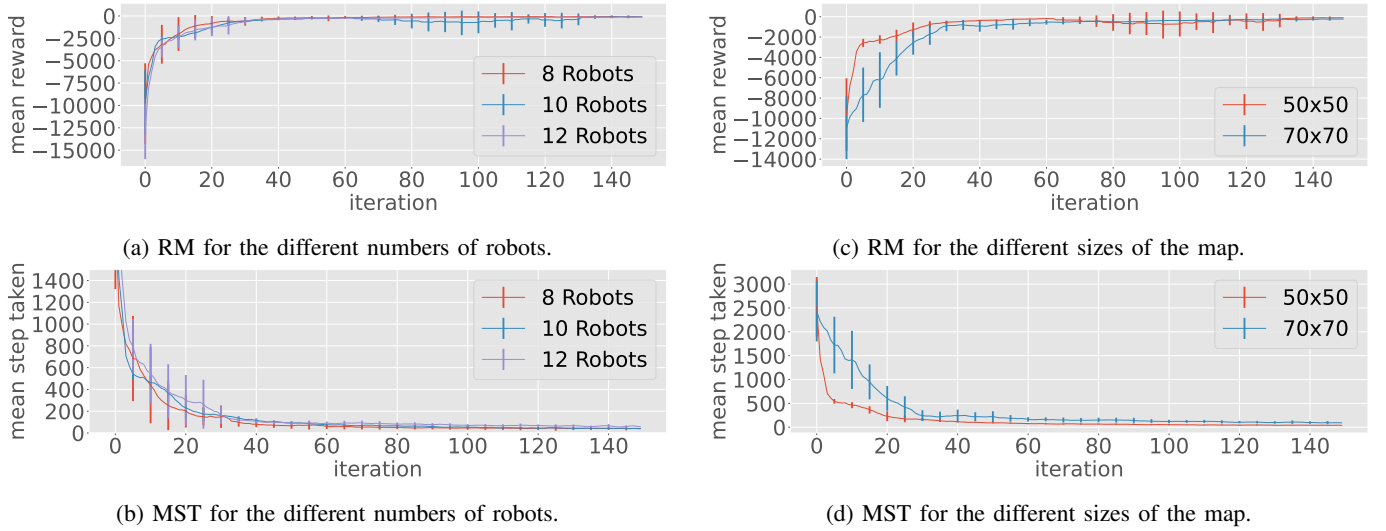 mean reward
0
−2500
−5000
−7500
−10000
−12500
−15000
8 Robots
10 Robots
12 Robots
0 20 40 60 80 100 120 140
iteration
(a) RM for the different numbers of robots.
mean step taken
1400
1200
1000
800
600
400
200
0
8 Robots
10 Robots
12 Robots
0 20 40 60 80 100 120 140
iteration
(b) MST for the different numbers of robots.
mean reward
0
−2000
−4000
−6000
−8000
−10000
−12000
−14000
50x50
70x70
0 20 40 60 80 100 120 140
iteration
(c) RM for the different sizes of the map.
mean step taken
3000
2500
2000
1500
1000
500
0
50x50
70x70
0 20 40 60 80 100 120 140
iteration
(d) MST for the different sizes of the map.